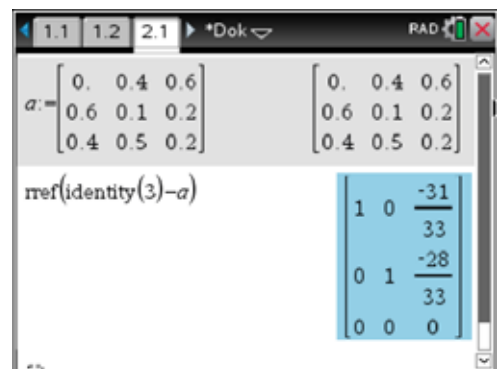 1.1 1.2 2.1 *Dok RAD
a:=[0. 0.4 0.6 [0. 0.4 0.6
0.6 0.1 0.2 0.6 0.1 0.2
0.4 0.5 0.2] 0.4 0.5 0.2]
rref(identity(3)-a) [1 0 -31/33
0 1 -28/33
0 0 0]